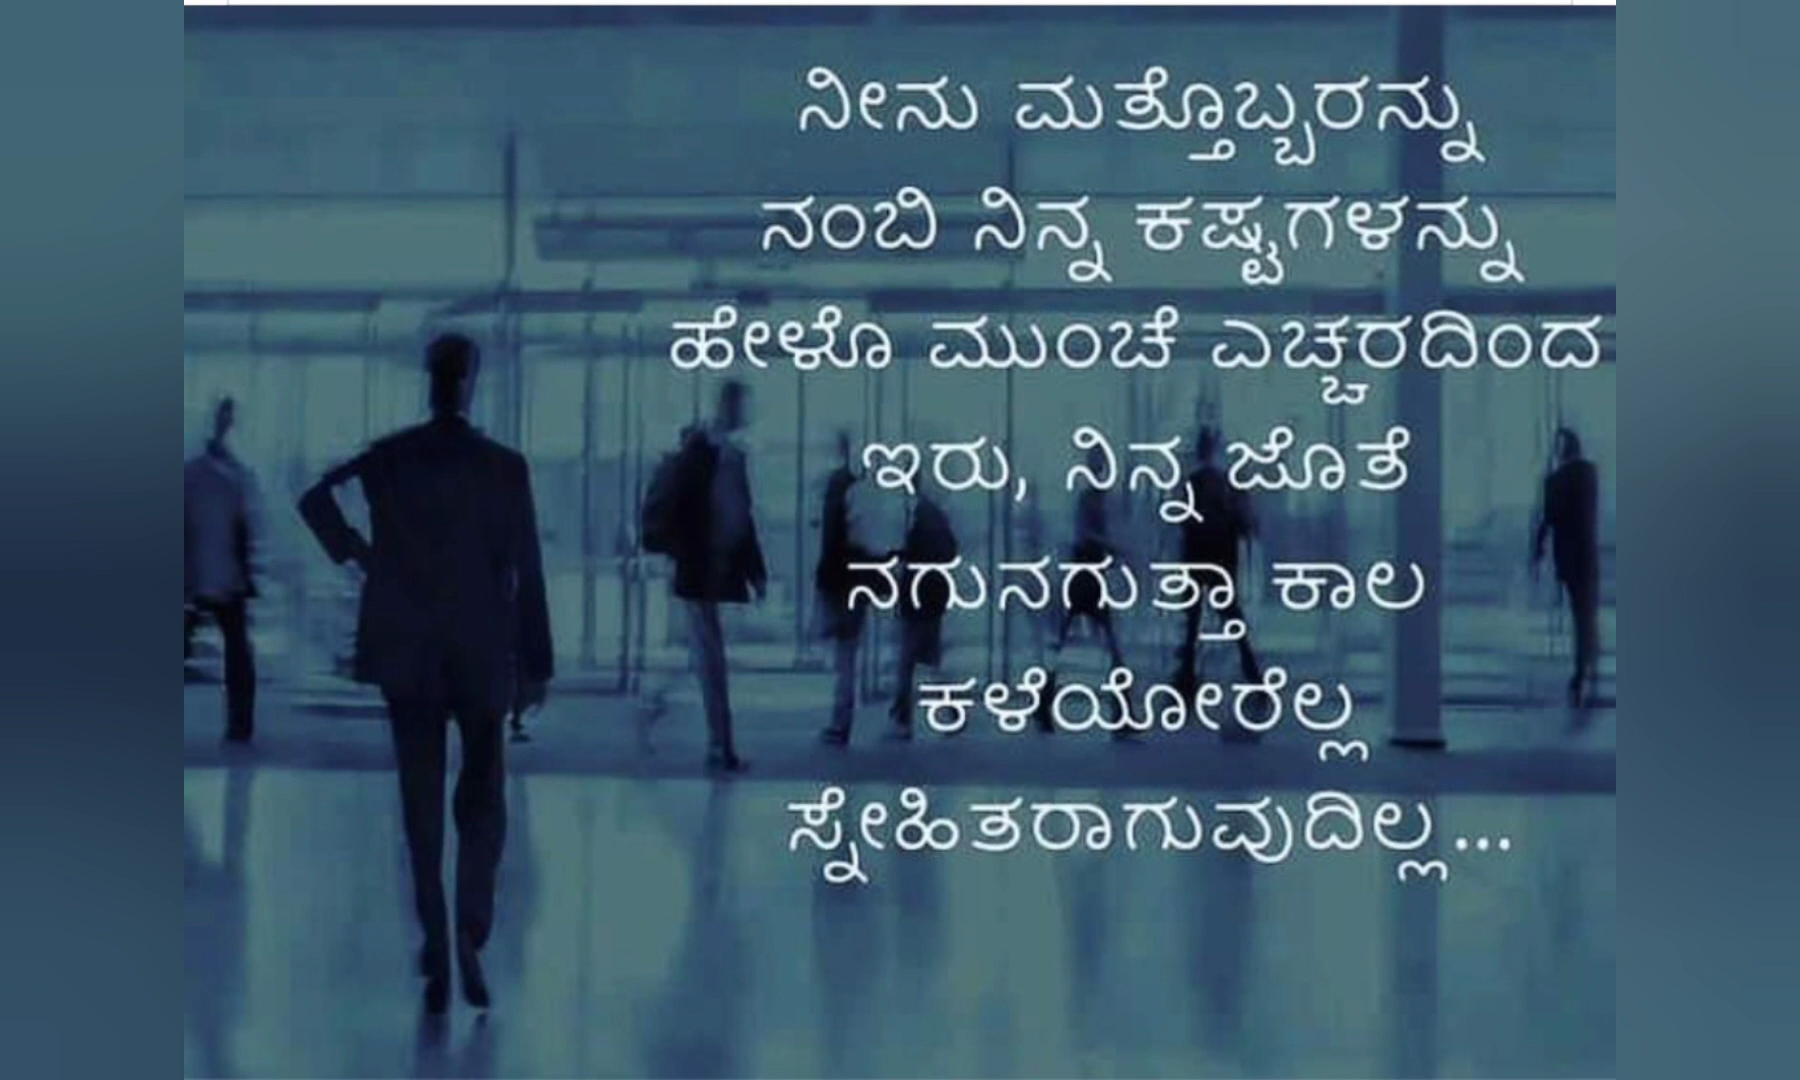 ನೀನು ಮತ್ತೊಬ್ಬರನ್ನು
ನಂಬಿ ನಿನ್ನ ಕಷ್ಟಗಳನ್ನು
ಹೇಳೊ ಮುಂಚೆ ಎಚ್ಚರದಿಂದ
ಇರು, ನಿನ್ನ ಜೊತೆ
ನಗುನಗುತ್ತಾ ಕಾಲ
ಕಳೆಯೋರೆಲ್ಲ
ಸ್ನೇಹಿತರಾಗುವುದಿಲ್ಲ...